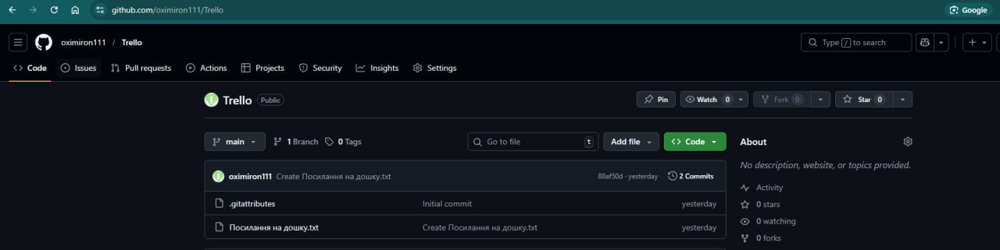 github.com/oximiron111/Trello
Google
oximiron111 / Trello
Type / to search
Code Issues Pull requests Actions Projects Security Insights Settings
Trello Public
Pin Watch 0 Fork 0 Star 0
main 1 Branch 0 Tags Go to file t Add file Code
About
oximiron111 Create Посилання на дошку.txt 88af50d · yesterday 2 Commits
No description, website, or topics provided.
.gitattributes Initial commit yesterday
Activity
0 stars
Посилання на дошку.txt Create Посилання на дошку.txt yesterday
0 watching
0 forks